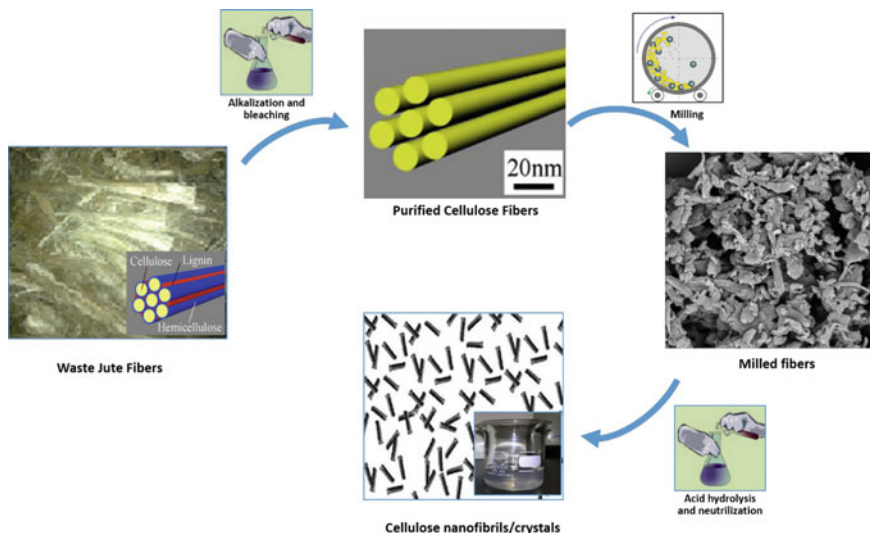 Alkalization and
bleaching
20nm
Purified Cellulose Fibers
Milling
Cellulose
Lignin
Hemicellulose
Waste Jute Fibers
Milled fibers
Acid hydrolysis
and neutrilization
Cellulose nanofibrils/crystals